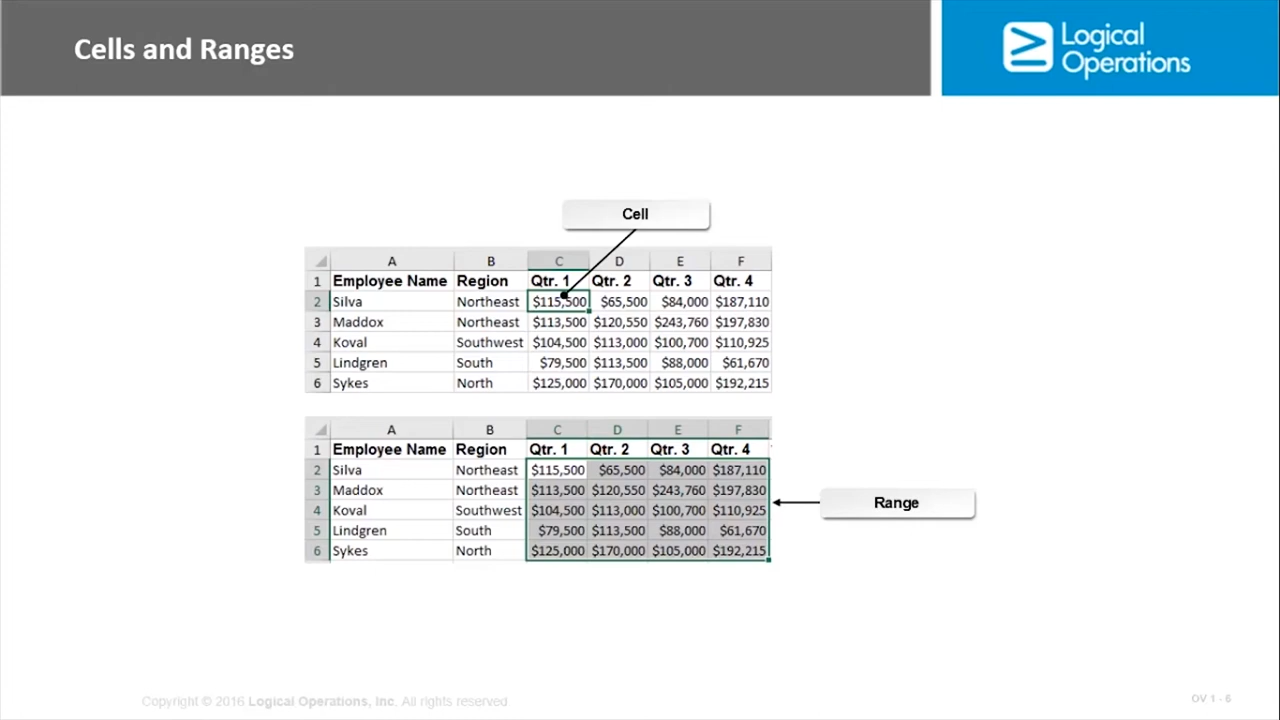 Cells and Ranges
Logical
Operations
Cell
A B C D E F
1 Employee Name Region Qtr. 1 Qtr. 2 Qtr. 3 Qtr. 4
2 Silva Northeast $115,500 $65,500 $84,000 $187,110
3 Maddox Northeast $113,500 $120,550 $243,760 $197,830
4 Koval Southwest $104,500 $113,000 $100,700 $110,925
5 Lindgren South $79,500 $113,500 $88,000 $61,670
6 Sykes North $125,000 $170,000 $105,000 $192,215
A B C D E F
1 Employee Name Region Qtr. 1 Qtr. 2 Qtr. 3 Qtr. 4
2 Silva Northeast $115,500 $65,500 $84,000 $187,110
3 Maddox Northeast $113,500 $120,550 $243,760 $197,830
4 Koval Southwest $104,500 $113,000 $100,700 $110,925
5 Lindgren South $79,500 $113,500 $88,000 $61,670
6 Sykes North $125,000 $170,000 $105,000 $192,215
Range
Copyright © 2016 Logical Operations, Inc. All rights reserved
OV 1 - 6